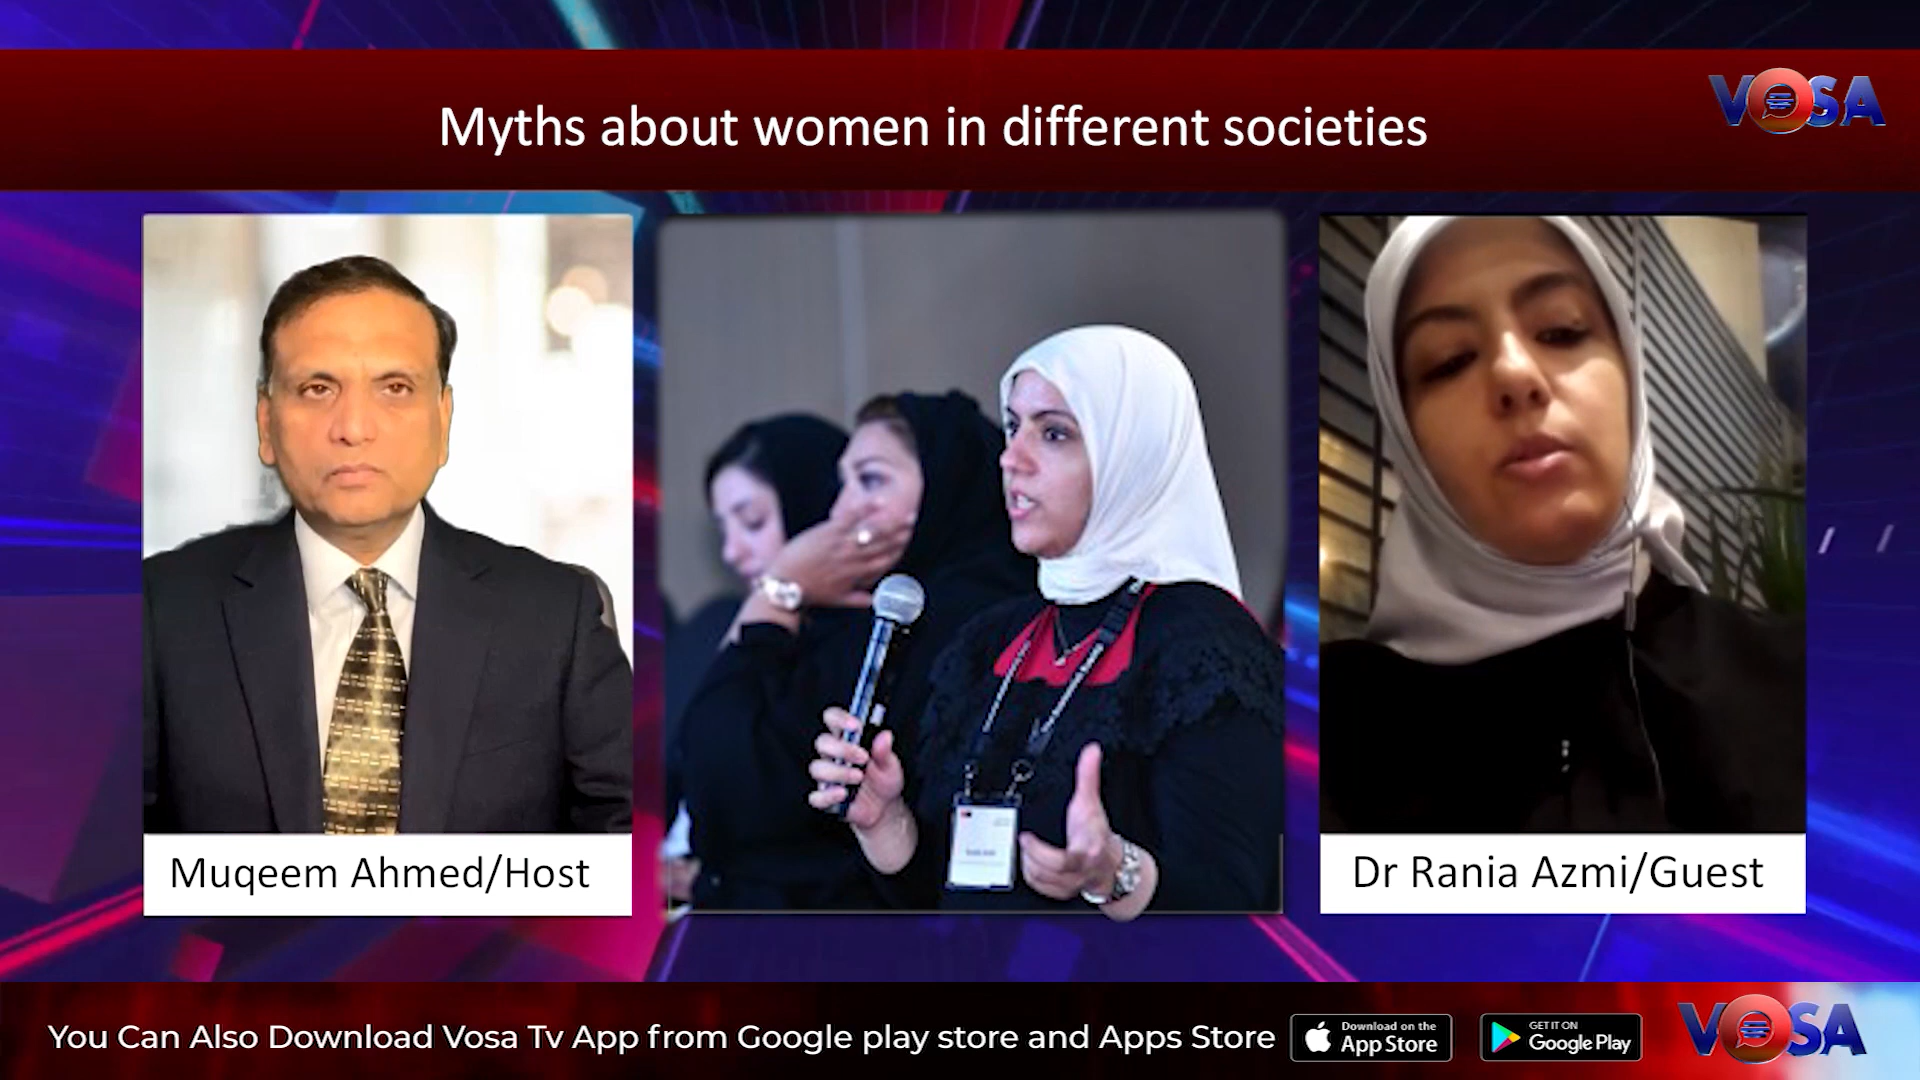 Myths about women in different societies
VOSA
Muqeem Ahmed/Host
Dr Rania Azmi/Guest
You Can Also Download Vosa Tv App from Google play store and Apps Store
Download on the
App Store
GET IT ON
Google Play
VOSA